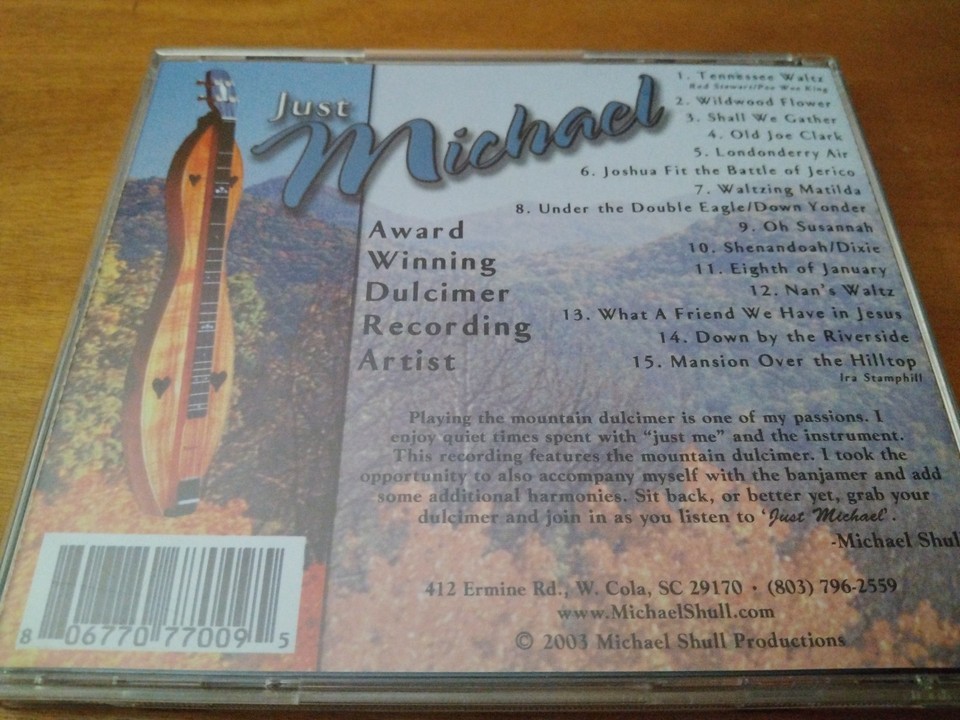 Just
Michael
Award
Winning
Dulcimer
Recording
Artist
1. Tennessee Waltz
Red Stewart/Pee Wee King
2. Wildwood Flower
3. Shall We Gather
4. Old Joe Clark
5. Londonderry Air
6. Joshua Fit the Battle of Jerico
7. Waltzing Matilda
8. Under the Double Eagle/Down Yonder
9. Oh Susannah
10. Shenandoah/Dixie
11. Eighth of January
12. Nan's Waltz
13. What A Friend We Have in Jesus
14. Down by the Riverside
15. Mansion Over the Hilltop
Ira Stamphill
Playing the mountain dulcimer is one of my passions. I
enjoy quiet times spent with “just me” and the instrument.
This recording features the mountain dulcimer. I took the
opportunity to also accompany myself with the banjamer and add
some additional harmonies. Sit back, or better yet, grab your
dulcimer and join in as you listen to ‘Just Michael’.
-Michael Shul
412 Ermine Rd., W. Cola, SC 29170 · (803) 796-2559
www.MichaelShull.com
© 2003 Michael Shull Productions
8 06770 77009 5